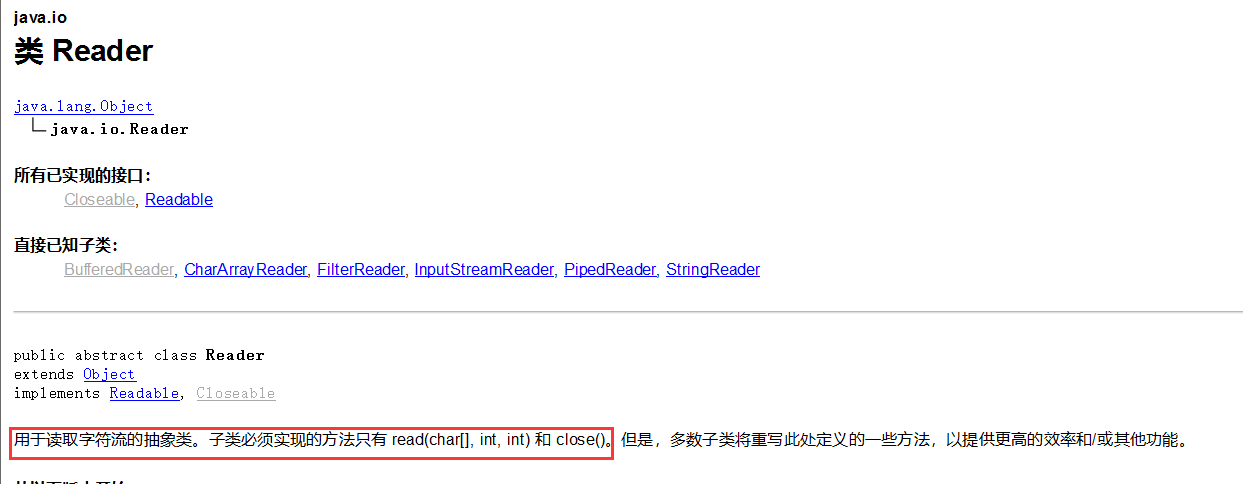 java.io
类 Reader
java.lang.Object
java.io.Reader
所有已实现的接口：
Closeable, Readable
直接已知子类：
BufferedReader, CharArrayReader, FilterReader, InputStreamReader, PipedReader, StringReader
public abstract class Reader
extends Object
implements Readable, Closeable
用于读取字符流的抽象类。子类必须实现的方法只有 read(char[], int, int) 和 close()。但是，多数子类将重写此处定义的一些方法，以提供更高的效率和/或其他功能。